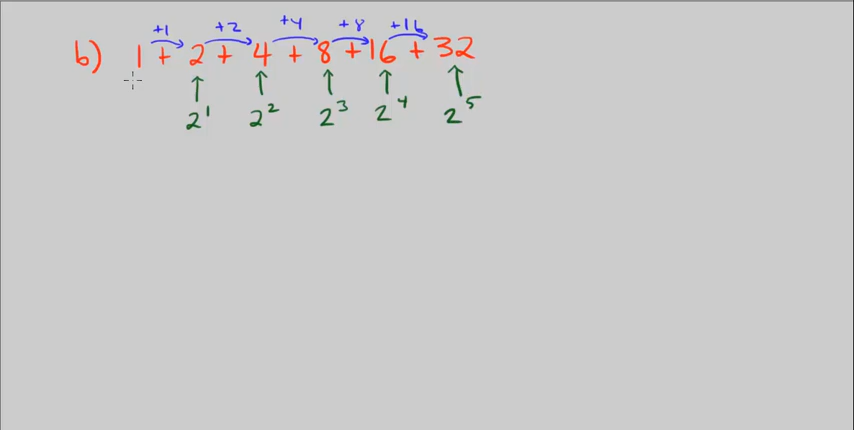 +1 +2 +4 +8 +16
b) 1 + 2 + 4 + 8 + 16 + 32
2¹ 2² 2³ 2⁴ 2⁵